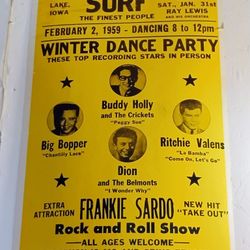 LAKE, IOWA
SURF
THE FINEST PEOPLE
SAT., JAN. 31st
RAY LEWIS
AND HIS ORCHESTRA
FEBRUARY 2, 1959 - DANCING 8 to 12pm
WINTER DANCE PARTY
THESE TOP RECORDING STARS IN PERSON
Buddy Holly
and The Crickets
"Peggy Sue"
Big Bopper
"Chantilly Lace"
Ritchie Valens
"La Bamba"
"Come On, Let's Go"
Dion
and The Belmonts
"I Wonder Why"
EXTRA ATTRACTION
FRANKIE SARDO
NEW HIT "TAKE OUT"
Rock and Roll Show
ALL AGES WELCOME